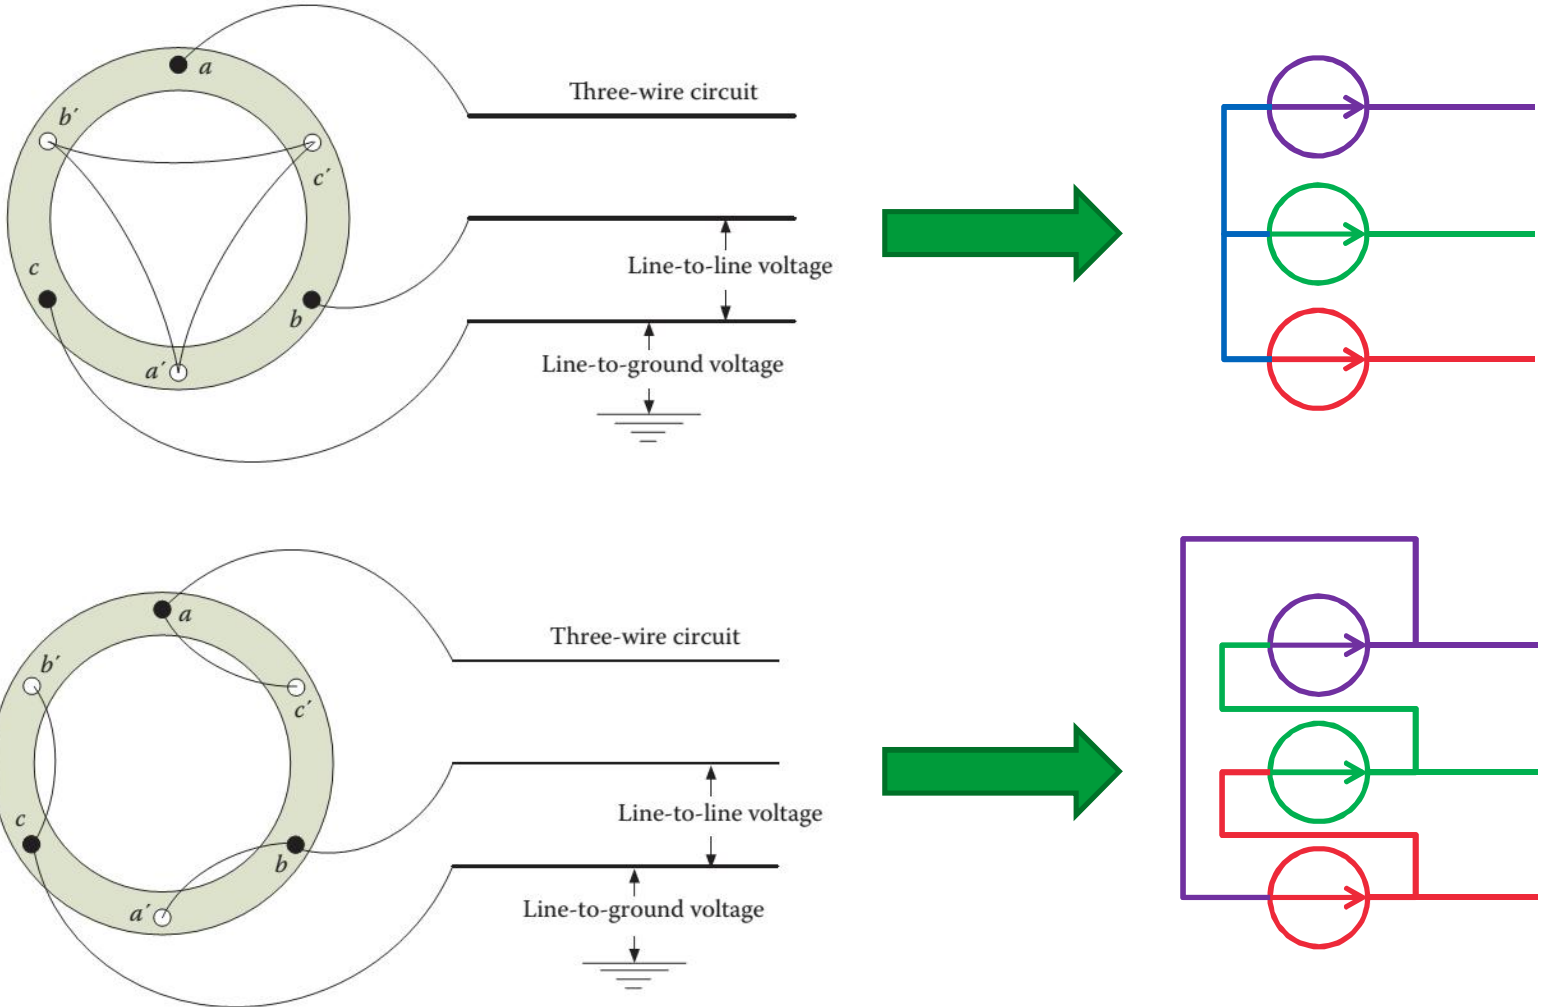 a
Three-wire circuit
b´
c´
c
Line-to-line voltage
b
Line-to-ground voltage
a´
a
Three-wire circuit
b´
c´
c
Line-to-line voltage
b
Line-to-ground voltage
a´